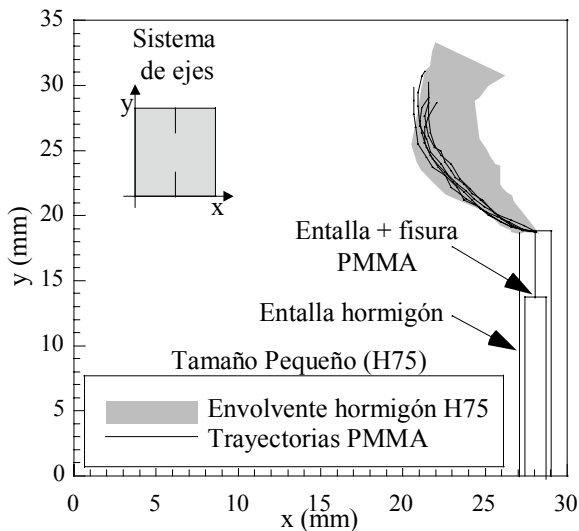 35
30
25
20
15
10
5
0
y (mm)
Sistema
de ejes
y
x
Entalla + fisura
PMMA
Entalla hormigón
Tamaño Pequeño (H75)
Envolvente hormigón H75
Trayectorias PMMA
0 5 10 15 20 25 30
x (mm)